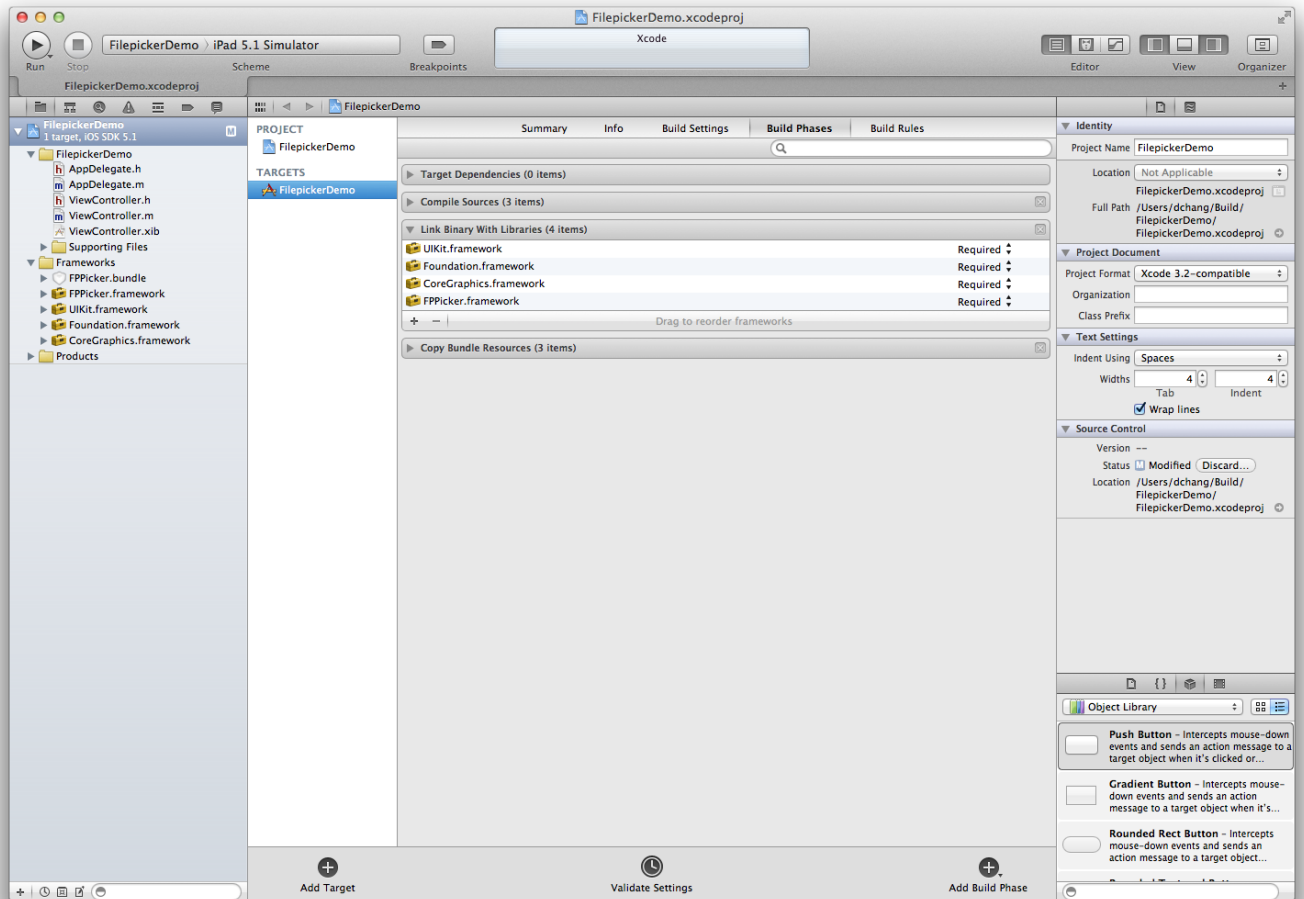 FilepickerDemo.xcodeproj
FilepickerDemo › iPad 5.1 Simulator
Xcode
Run
Stop
Scheme
Breakpoints
Editor
View
Organizer
FilepickerDemo.xcodeproj
FilepickerDemo
FilepickerDemo
1 target, iOS SDK 5.1
M
FilepickerDemo
h AppDelegate.h
m AppDelegate.m
h ViewController.h
m ViewController.m
ViewController.xib
Supporting Files
Frameworks
FPPicker.bundle
FPPicker.framework
UIKit.framework
Foundation.framework
CoreGraphics.framework
Products
PROJECT
FilepickerDemo
TARGETS
FilepickerDemo
Summary
Info
Build Settings
Build Phases
Build Rules
Target Dependencies (0 items)
Compile Sources (3 items)
Link Binary With Libraries (4 items)
UIKit.framework
Required
Foundation.framework
Required
CoreGraphics.framework
Required
FPPicker.framework
Required
Drag to reorder frameworks
Copy Bundle Resources (3 items)
Add Target
Validate Settings
Add Build Phase
Identity
Project Name FilepickerDemo
Location Not Applicable
FilepickerDemo.xcodeproj
Full Path /Users/dchang/Build/
FilepickerDemo/
FilepickerDemo.xcodeproj
Project Document
Project Format Xcode 3.2-compatible
Organization
Class Prefix
Text Settings
Indent Using Spaces
Widths 4 4
Tab Indent
Wrap lines
Source Control
Version --
Status M Modified Discard...
Location /Users/dchang/Build/
FilepickerDemo/
FilepickerDemo.xcodeproj
{}
Object Library
Push Button – Intercepts mouse-down
events and sends an action message to a
target object when it's clicked or...
Gradient Button – Intercepts mouse-
down events and sends an action
message to a target object when it's...
Rounded Rect Button – Intercepts
mouse-down events and sends an
action message to a target object...